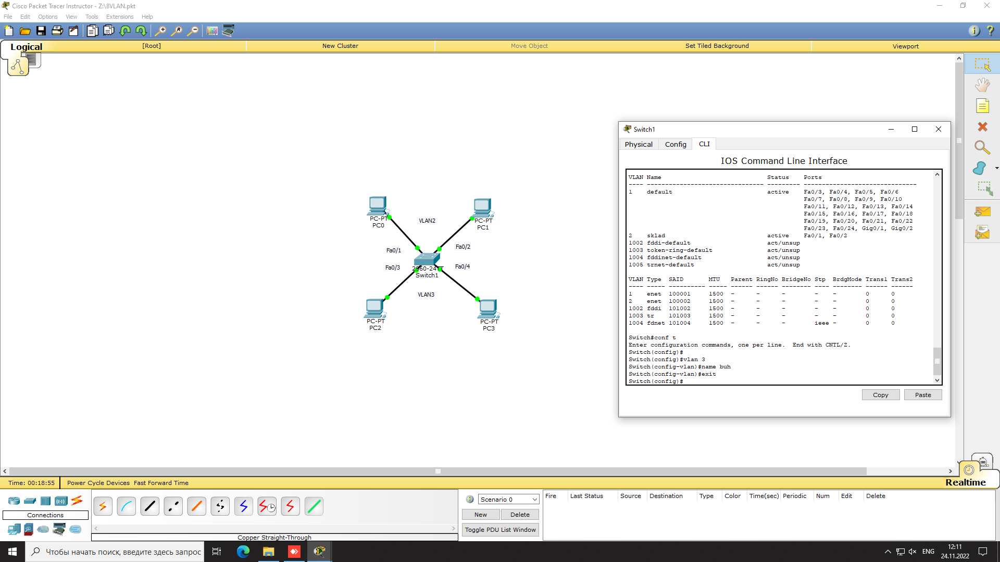 Cisco Packet Tracer Instructor - Z:\8VLAN.pkt
File Edit Options View Tools Extensions Help
Logical [Root] New Cluster Move Object Set Tiled Background Viewport
PC-PT
PC0
VLAN2
PC-PT
PC1
Fa0/1
Fa0/2
Fa0/3
Fa0/4
2960-24TT
Switch1
VLAN3
PC-PT
PC2
PC-PT
PC3
Switch1
Physical Config CLI
IOS Command Line Interface
VLAN Name                             Status    Ports
---- -------------------------------- --------- -------------------------------
1    default                          active    Fa0/3, Fa0/4, Fa0/5, Fa0/6
                                                Fa0/7, Fa0/8, Fa0/9, Fa0/10
                                                Fa0/11, Fa0/12, Fa0/13, Fa0/14
                                                Fa0/15, Fa0/16, Fa0/17, Fa0/18
                                                Fa0/19, Fa0/20, Fa0/21, Fa0/22
                                                Fa0/23, Fa0/24, Gig0/1, Gig0/2
2    sklad                            active    Fa0/1, Fa0/2
1002 fddi-default                     act/unsup
1003 token-ring-default               act/unsup
1004 fddinet-default                  act/unsup
1005 trnet-default                    act/unsup
VLAN Type  SAID       MTU   Parent RingNo BridgeNo Stp  BrdgMode Trans1 Trans2
---- ----- ---------- ----- ------ ------ -------- ---- -------- ------ ------
1    enet  100001     1500  -      -      -        -    -        0      0
2    enet  100002     1500  -      -      -        -    -        0      0
1002 fddi  101002     1500  -      -      -        -    -        0      0
1003 tr    101003     1500  -      -      -        -    -        0      0
1004 fdnet 101004     1500  -      -      -        ieee -        0      0
Switch#conf t
Enter configuration commands, one per line.  End with CNTL/Z.
Switch(config)#
Switch(config)#vlan 3
Switch(config-vlan)#name buh
Switch(config-vlan)#exit
Switch(config)#
Copy Paste
Time: 00:18:55 Power Cycle Devices Fast Forward Time
Realtime
Connections
Copper Straight-Through
Scenario 0
New Delete
Toggle PDU List Window
Fire Last Status Source Destination Type Color Time(sec) Periodic Num Edit Delete
Чтобы начать поиск, введите здесь запрос
ENG
12:11
24.11.2022